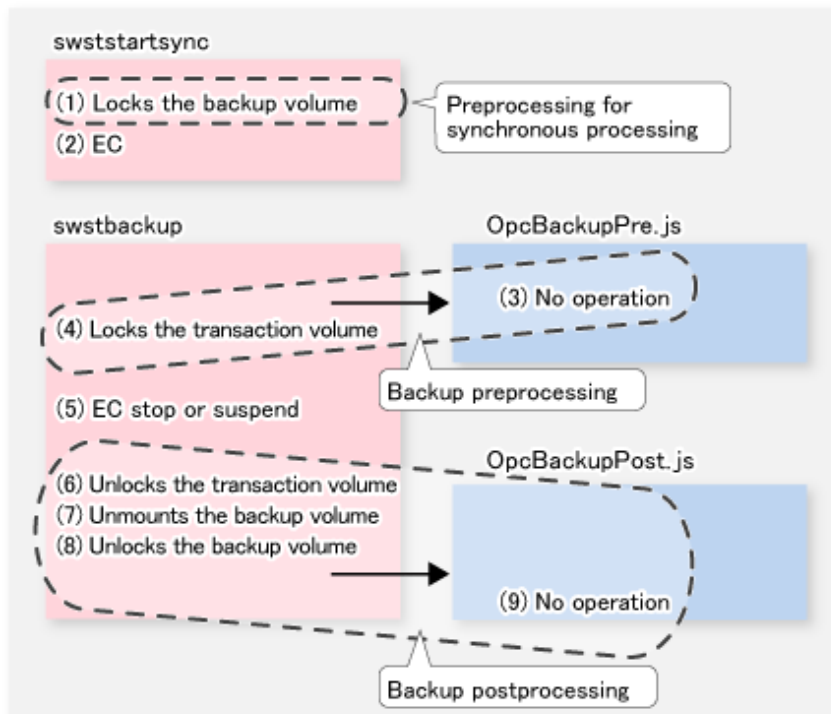 swststartsync
(1) Locks the backup volume
Preprocessing for
synchronous processing
(2) EC
swstbackup
OpcBackupPre.js
(3) No operation
(4) Locks the transaction volume
Backup preprocessing
(5) EC stop or suspend
OpcBackupPost.js
(6) Unlocks the transaction volume
(7) Unmounts the backup volume
(8) Unlocks the backup volume
(9) No operation
Backup postprocessing